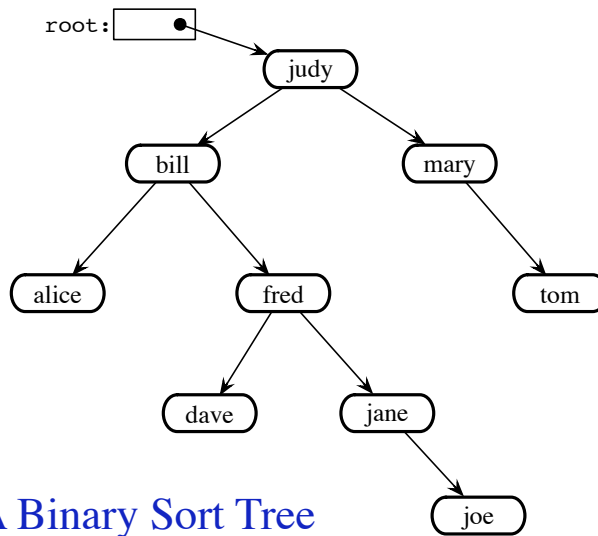 root:
judy
bill
mary
alice
fred
tom
dave
jane
A Binary Sort Tree
joe